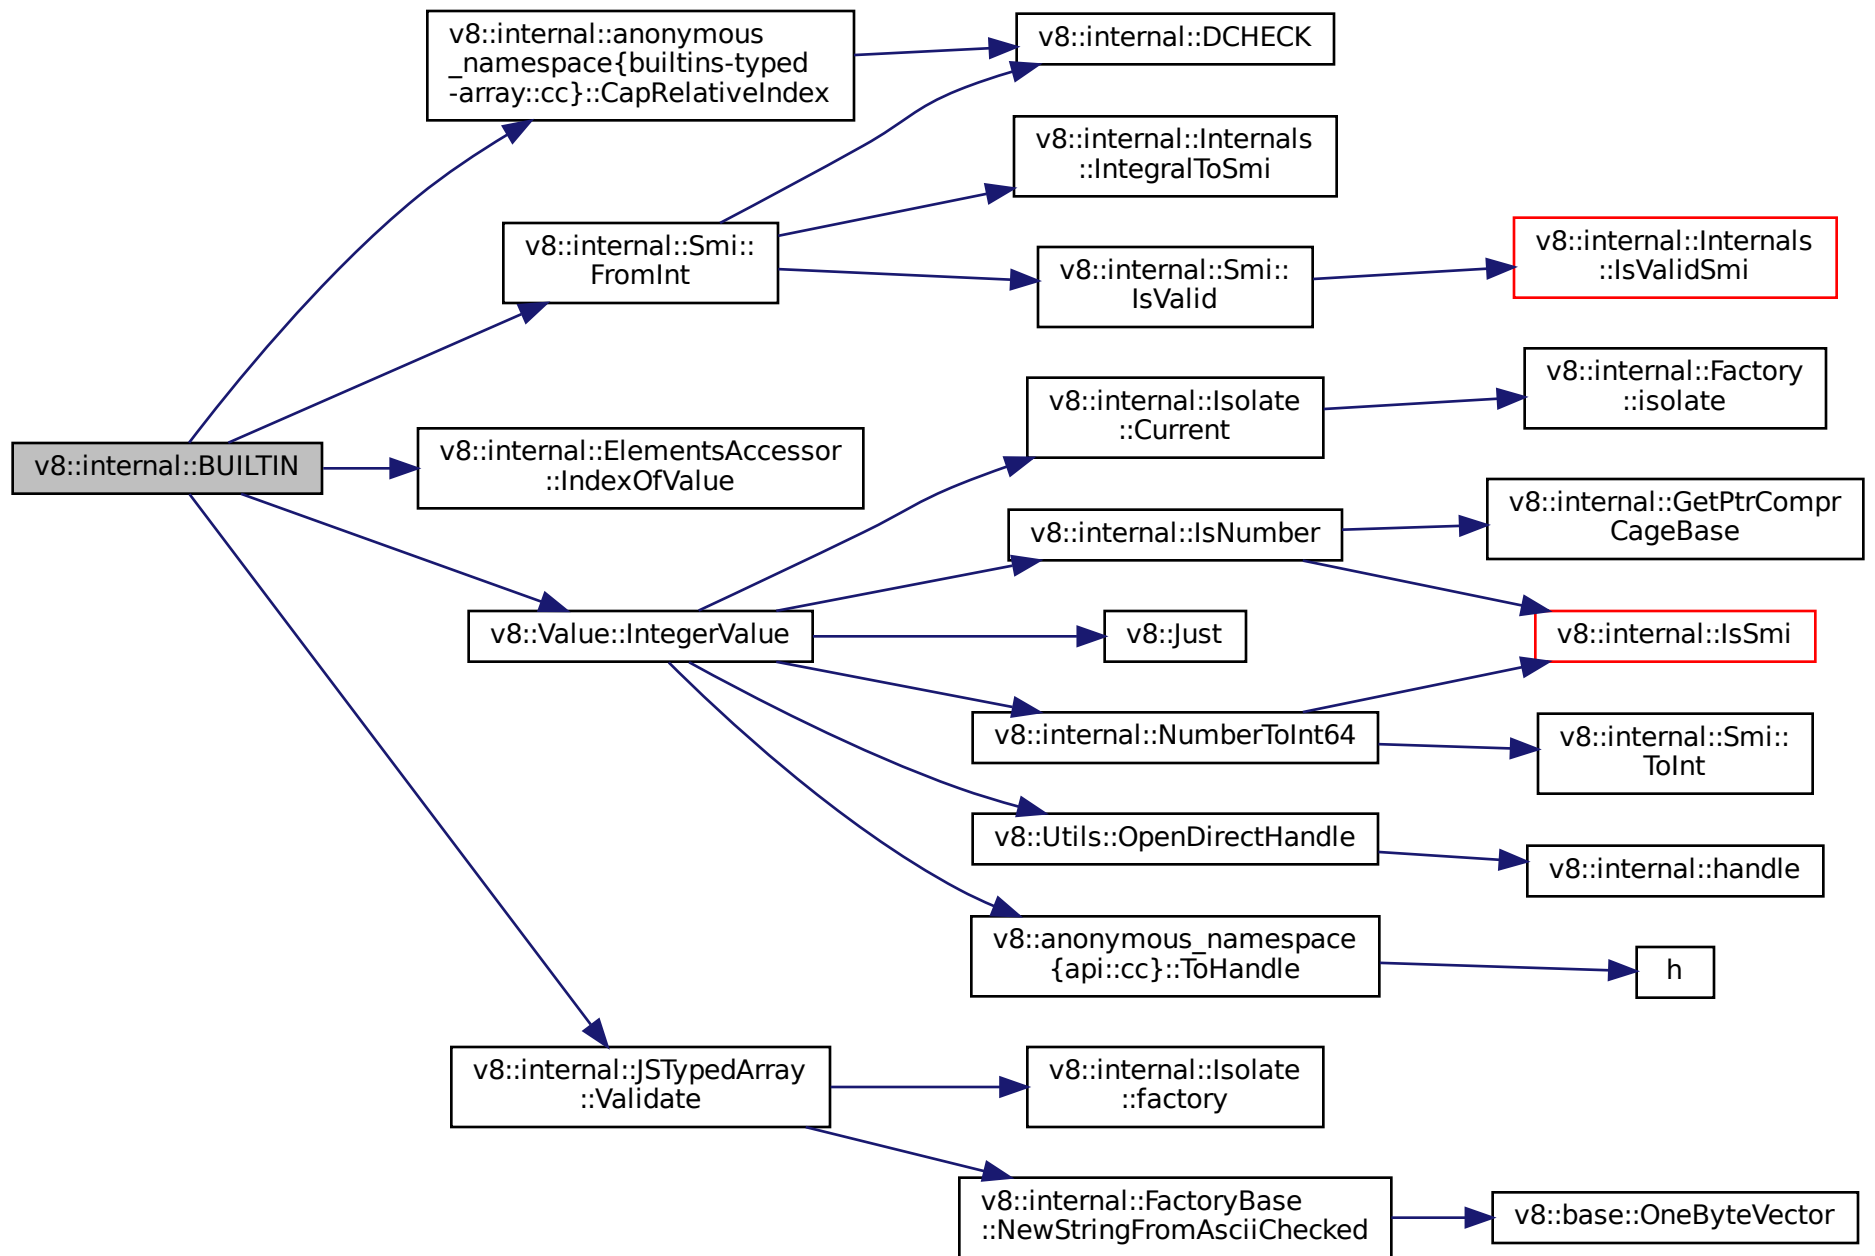 v8::internal::BUILTIN
v8::internal::anonymous
_namespace{builtins-typed
-array::cc}::CapRelativeIndex
v8::internal::Smi::
FromInt
v8::internal::ElementsAccessor
::IndexOfValue
v8::Value::IntegerValue
v8::internal::JSTypedArray
::Validate
v8::internal::DCHECK
v8::internal::Internals
::IntegralToSmi
v8::internal::Smi::
IsValid
v8::internal::Isolate
::Current
v8::internal::IsNumber
v8::Just
v8::internal::NumberToInt64
v8::Utils::OpenDirectHandle
v8::anonymous_namespace
{api::cc}::ToHandle
v8::internal::Isolate
::factory
v8::internal::FactoryBase
::NewStringFromAsciiChecked
v8::internal::Internals
::IsValidSmi
v8::internal::Factory
::isolate
v8::internal::GetPtrCompr
CageBase
v8::internal::IsSmi
v8::internal::Smi::
ToInt
v8::internal::handle
h
v8::base::OneByteVector